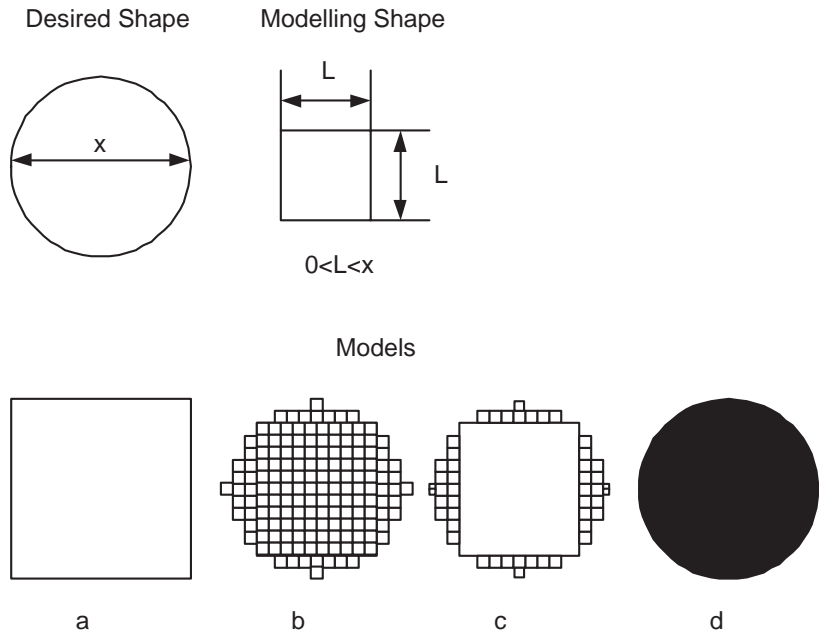 Desired Shape
Modelling Shape
x
L
L
0<L<x
Models
a
b
c
d